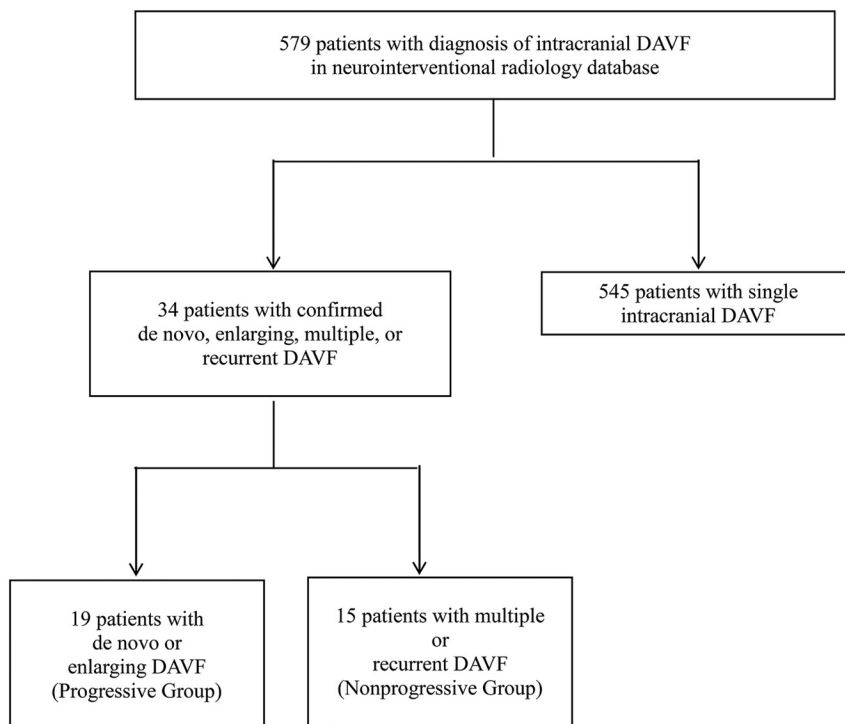 579 patients with diagnosis of intracranial DAVF
in neurointerventional radiology database
34 patients with confirmed
de novo, enlarging, multiple, or
recurrent DAVF
545 patients with single
intracranial DAVF
19 patients with
de novo or
enlarging DAVF
(Progressive Group)
15 patients with multiple
or
recurrent DAVF
(Nonprogressive Group)